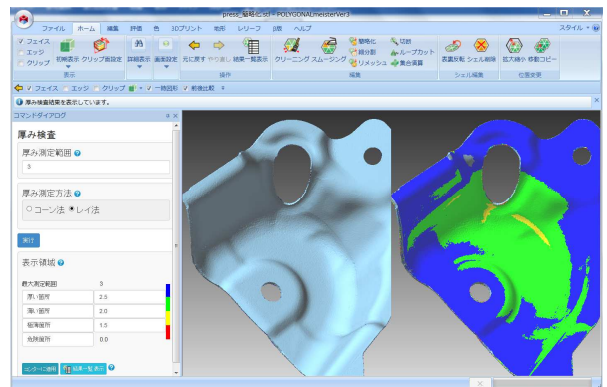 press_簡略化.stl - POLYGONALmeisterVer3
ファイル ホーム 編集 評価 色 3Dプリント 地形 レリーフ β版 ヘルプ スタイル
フェイス エッジ クリップ 初期表示 クリップ面設定 詳細表示 画面設定 元に戻す やり直し 結果一覧表示 クリーニング スムージング 簡略化 線分割 リメッシュ 切断 ループカット 集合演算 表裏反転 シェル削除 拡大縮小 移動コピー
表示 操作 編集 シェル編集 位置変更
フェイス エッジ クリップ 一時図形 前後比較
厚み検査結果を表示しています。
コマンドダイアログ
厚み検査
厚み測定範囲
3
厚み測定方法
コーン法 レイ法
実行
表示領域
最大測定範囲 3
厚い箇所 2.5
薄い箇所 2.0
極薄箇所 1.5
危険箇所 0.0
結果一覧表示